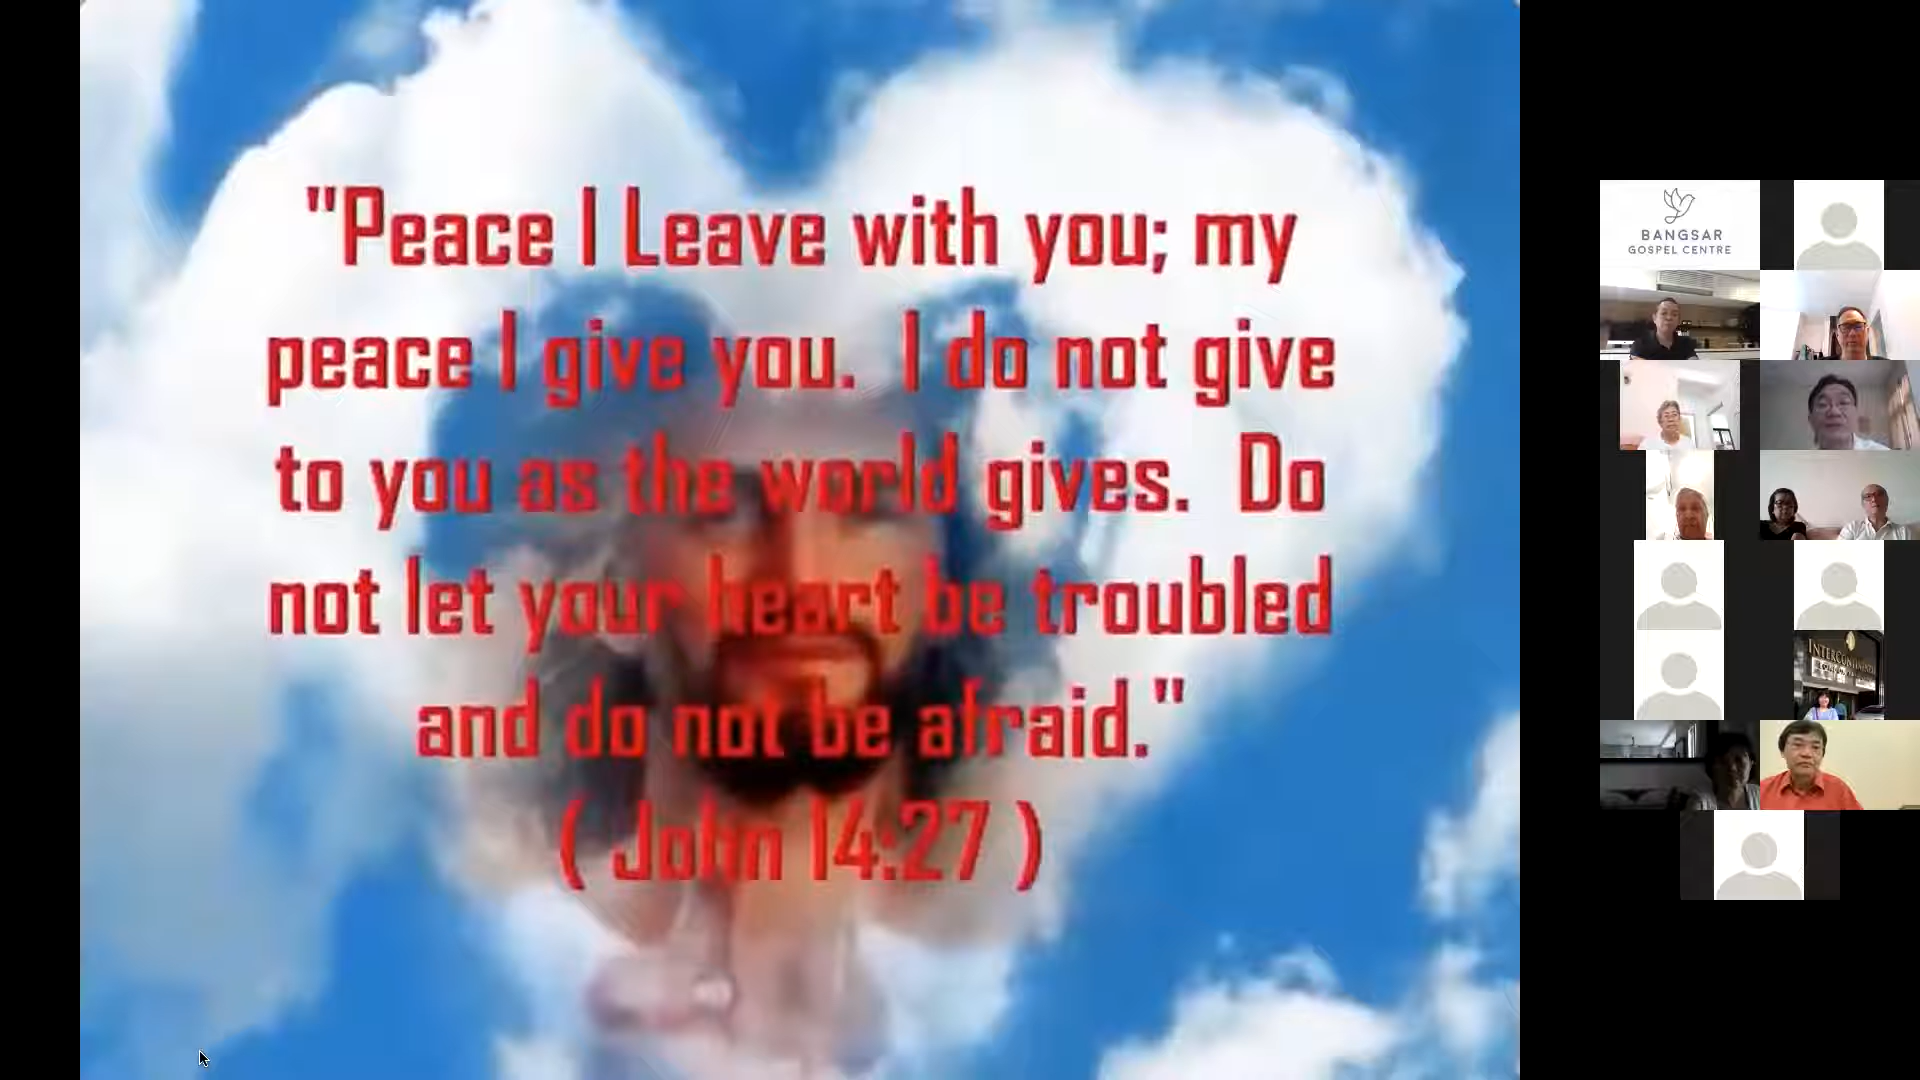 "Peace I Leave with you; my
peace I give you. I do not give
to you as the world gives. Do
not let your heart be troubled
and do not be afraid."
( John 14:27 )
BANGSAR
GOSPEL CENTRE